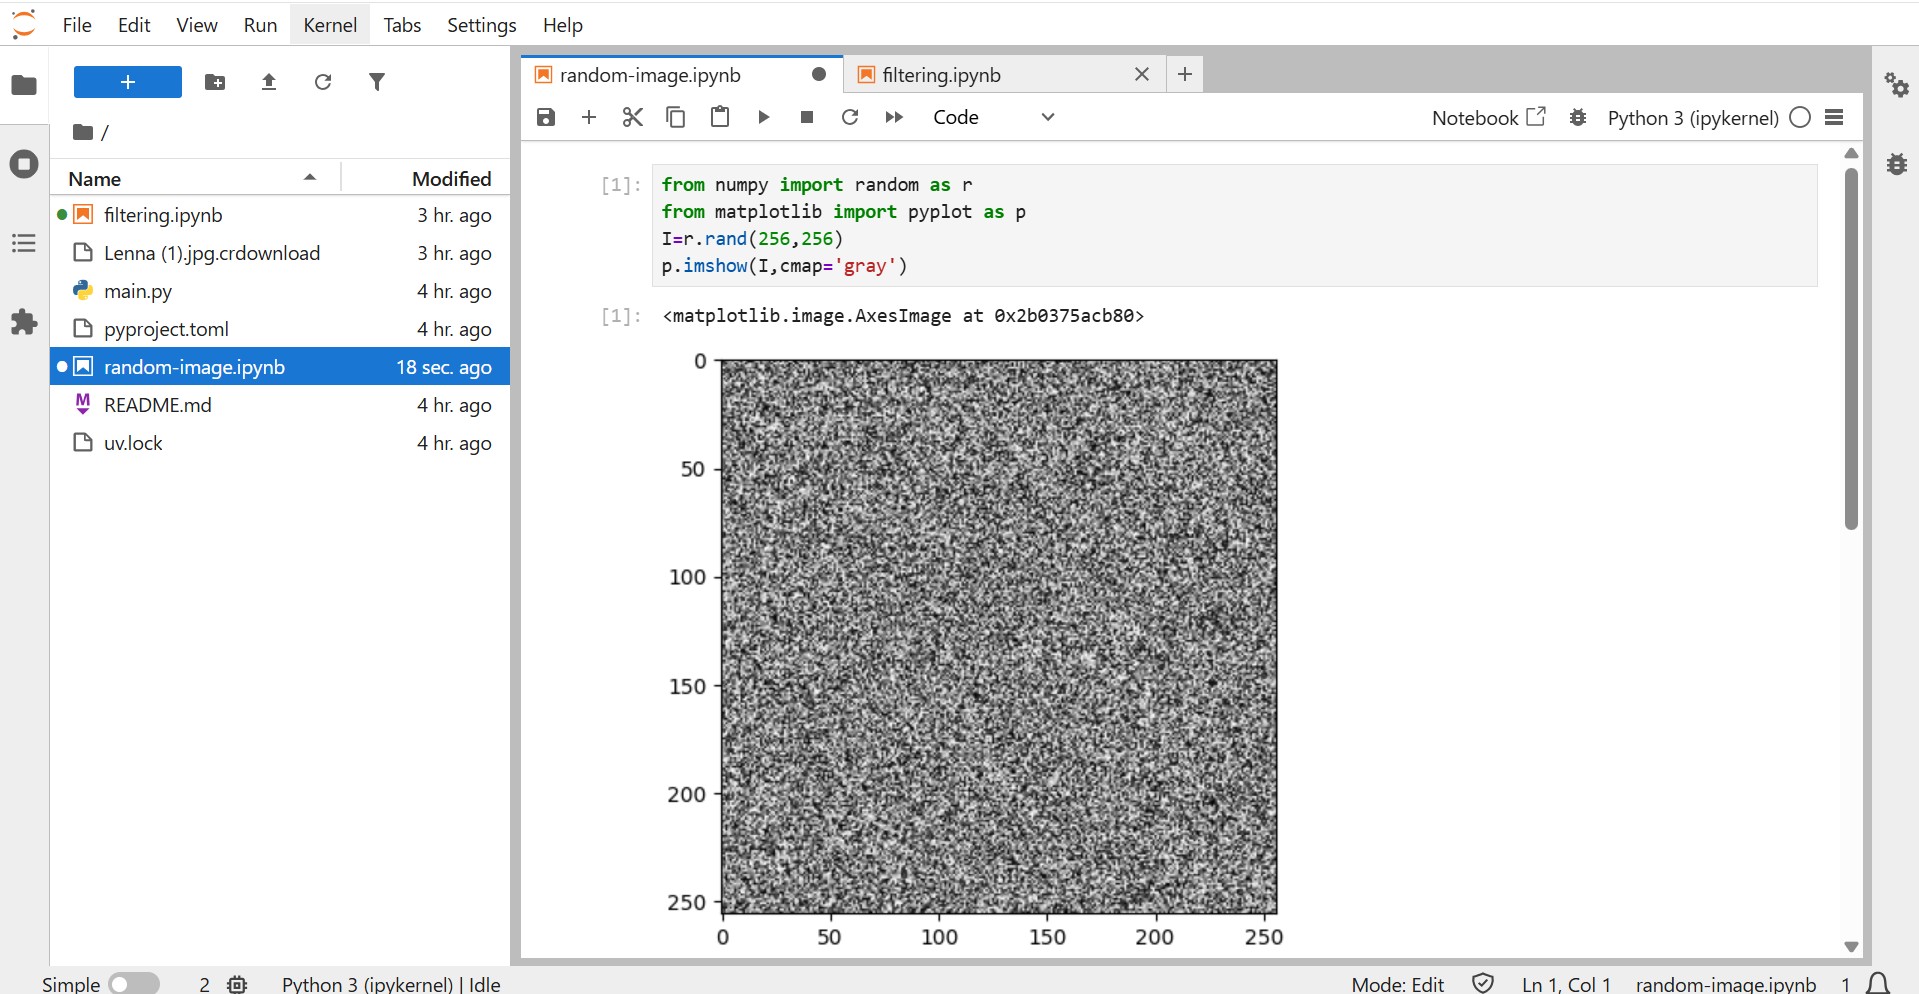 File Edit View Run Kernel Tabs Settings Help
/
Name Modified
filtering.ipynb 3 hr. ago
Lenna (1).jpg.crdownload 3 hr. ago
main.py 4 hr. ago
pyproject.toml 4 hr. ago
random-image.ipynb 18 sec. ago
README.md 4 hr. ago
uv.lock 4 hr. ago
random-image.ipynb filtering.ipynb
Code Notebook Python 3 (ipykernel)
[1]: from numpy import random as r
from matplotlib import pyplot as p
I=r.rand(256,256)
p.imshow(I,cmap='gray')
[1]: <matplotlib.image.AxesImage at 0x2b0375acb80>
0
50
100
150
200
250
0 50 100 150 200 250
Simple 2 Python 3 (ipykernel) | Idle Mode: Edit Ln 1, Col 1 random-image.ipynb 1